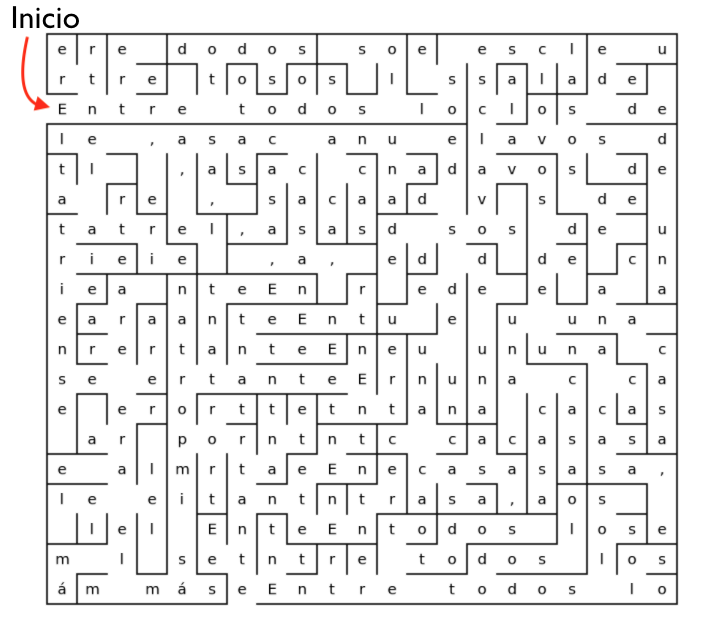 Inicio
e r e   d o d o s   s o e   e s c l e   u
r t r e   t o s o s   l   s s a l a d e
E n t r e   t o d o s   l o c l o s   d e
l e   , a s a c   a n u   e l a v o s   d
t l     , a s a c   c n a d a v o s   d e
a   r e   ,   s a c a a d   v   s   d e
t a t r e l , a s a s d   s o s   d e   u
r i e i e     , a ,   e d   d   d e   c n
i e a   n t e E n   r   e d e   e   a   a
e a r a a n t e E n t u   e   u   u n a
n r e r t a n t e E n e u   u n u n a   c
s e   e r t a n t e E r n u n a   c   c a
e   e r o r t t e t n t a n a   c a c a s
  a r   p o r n t n t c   c a c a s a s a
e   a l m r t a e E n e c a s a s a s a ,
l e   e i t a n t n t r a s a , a o s
  l e l   E n t e E n t o d o s   l o s e
m   l   s e t n t r e   t o d o s   l o s
á m   m á s e E n t r e   t o d o s   l o